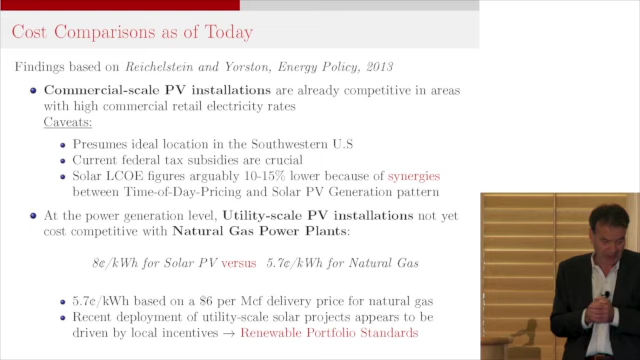 Cost Comparisons as of Today
Findings based on Reichelstein and Yorston, Energy Policy, 2013
Commercial-scale PV installations are already competitive in areas
with high commercial retail electricity rates
Caveats:
Presumes ideal location in the Southwestern U.S
Current federal tax subsidies are crucial
Solar LCOE figures arguably 10-15% lower because of synergies
between Time-of-Day-Pricing and Solar PV Generation pattern
At the power generation level, Utility-scale PV installations not yet
cost competitive with Natural Gas Power Plants:
8¢/kWh for Solar PV versus 5.7¢/kWh for Natural Gas
5.7¢/kWh based on a $6 per Mcf delivery price for natural gas
Recent deployment of utility-scale solar projects appears to be
driven by local incentives → Renewable Portfolio Standards